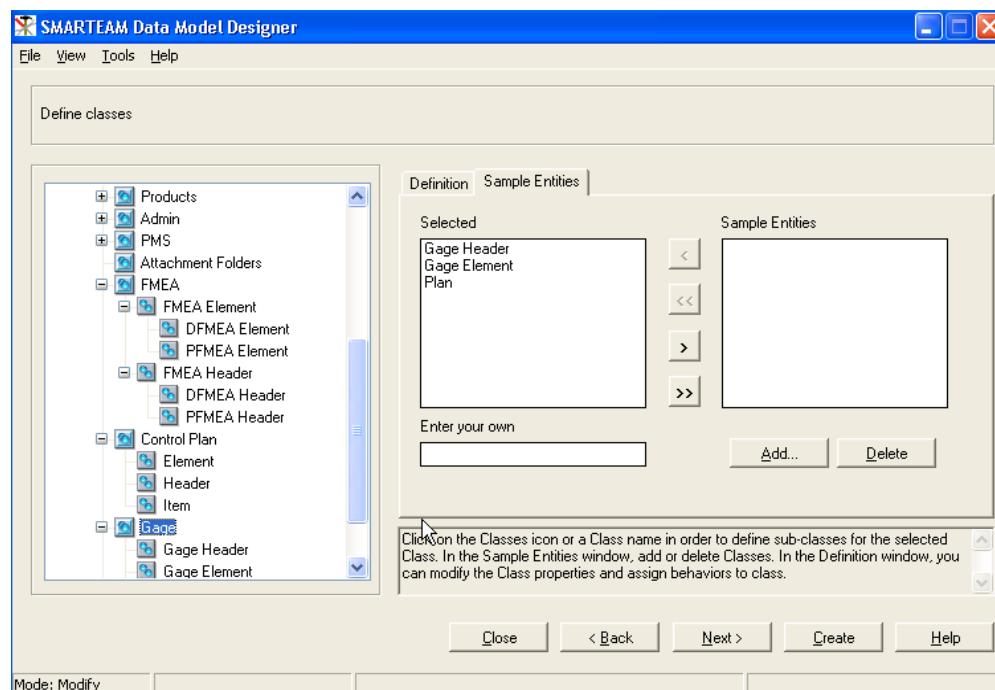 SMARTEAM Data Model Designer
File View Tools Help
Define classes
Products
Admin
PMS
Attachment Folders
FMEA
FMEA Element
DFMEA Element
PFMEA Element
FMEA Header
DFMEA Header
PFMEA Header
Control Plan
Element
Header
Item
Gage
Gage Header
Gage Element
Definition Sample Entities
Selected
Gage Header
Gage Element
Plan
Sample Entities
<
<<
>
>>
Enter your own
Add... Delete
Click on the Classes icon or a Class name in order to define sub-classes for the selected
Class. In the Sample Entities window, add or delete Classes. In the Definition window, you
can modify the Class properties and assign behaviors to class.
Close < Back Next > Create Help
Mode: Modify